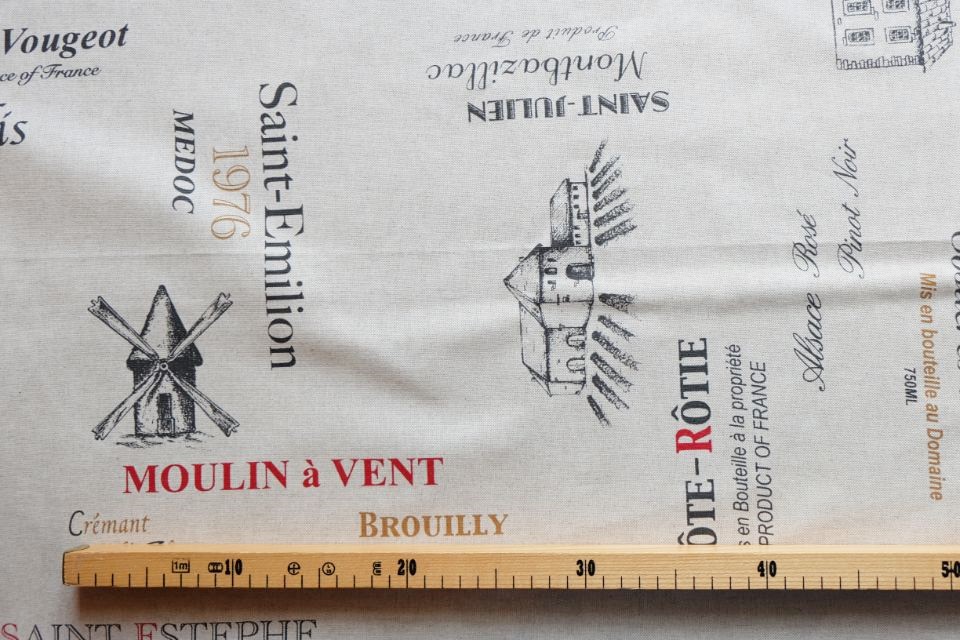 Vougeot
ce of France
is
MEDOC
1976
Saint-Emilion
Produit de France
Montbazillac
SAINT-JULIEN
Alsace Rosé
Pinot Noir
Mis en bouteille au Domaine
750ML
MOULIN à VENT
Crémant
BROUILLY
ÔTE-RÔTIE
s en Bouteille à la propriété
PRODUCT OF FRANCE
1m
10 20 30 40 50
SAINT ESTEPHE